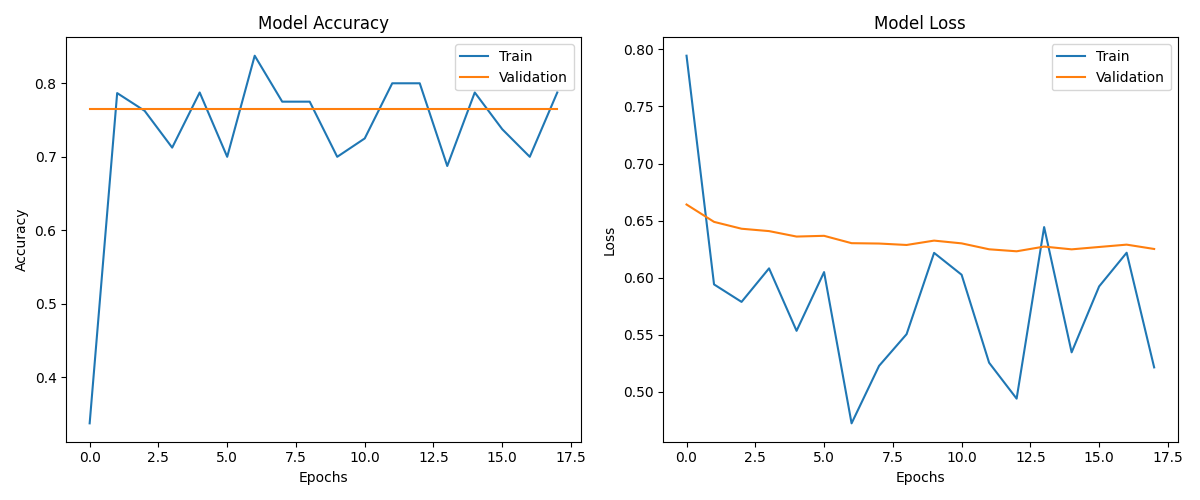 Model Accuracy
Train
Validation
0.8
0.7
0.6
0.5
0.4
Accuracy
0.0 2.5 5.0 7.5 10.0 12.5 15.0 17.5
Epochs
Model Loss
Train
Validation
0.80
0.75
0.70
0.65
0.60
0.55
0.50
Loss
0.0 2.5 5.0 7.5 10.0 12.5 15.0 17.5
Epochs